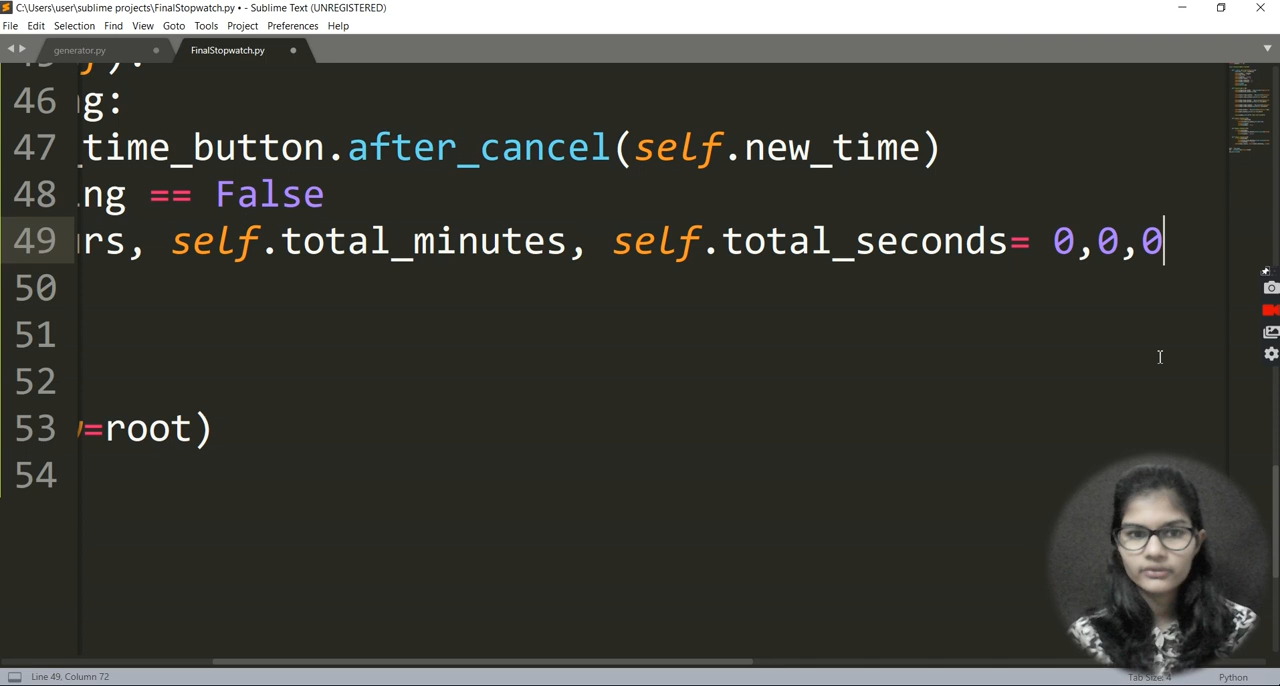 C:\Users\user\sublime projects\FinalStopwatch.py • - Sublime Text (UNREGISTERED)
File Edit Selection Find View Goto Tools Project Preferences Help
generator.py FinalStopwatch.py
46 g:
47 _time_button.after_cancel(self.new_time)
48 ng == False
49 rs, self.total_minutes, self.total_seconds= 0,0,0
50
51
52
53 =root)
54
Line 49, Column 72 Tab Size: 4 Python